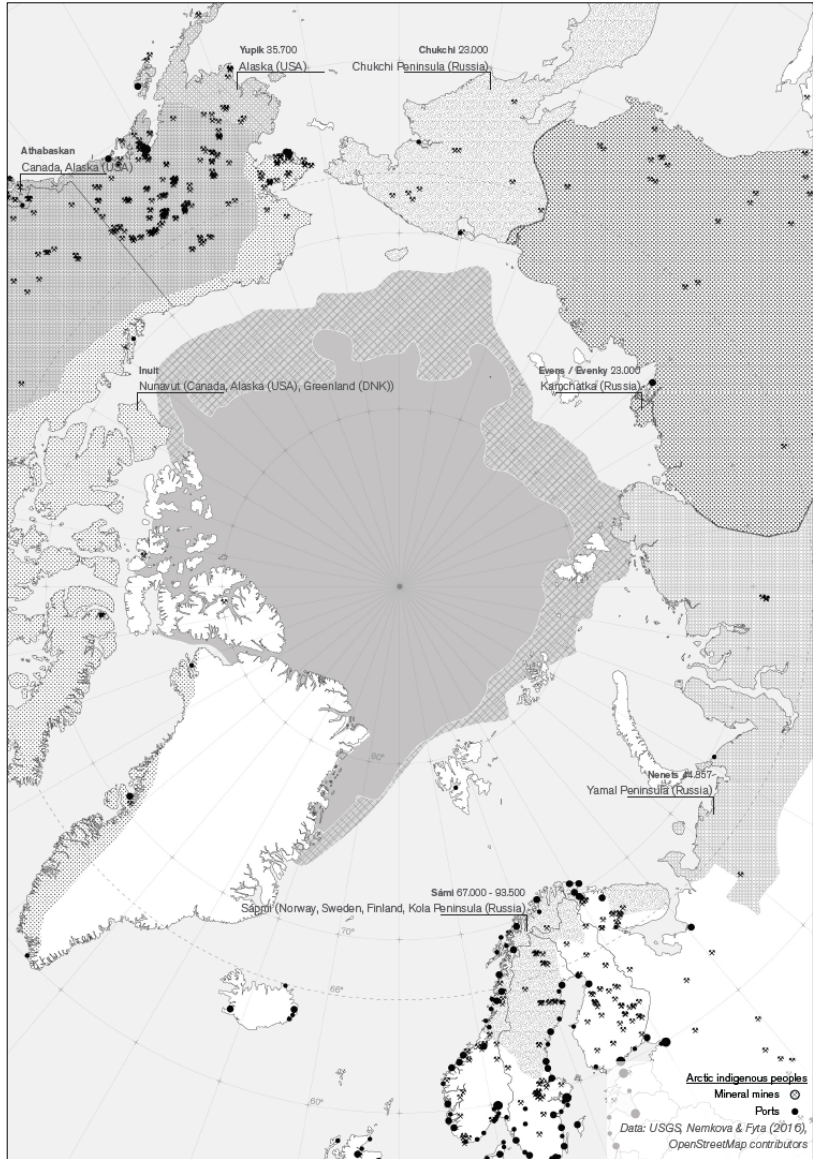 Yupik 35.700
Alaska (USA)
Chukchi 23.000
Chukchi Peninsula (Russia)
Athabaskan
Canada, Alaska (USA)
Inuit
Nunavut (Canada, Alaska (USA), Greenland (DNK))
Evens / Evenky 23.000
Kamchatka (Russia)
80°
Nenets 44.857
Yamal Peninsula (Russia)
Sámi 67.000 - 93.500
Sápmi (Norway, Sweden, Finland, Kola Peninsula (Russia)
70°
66°
60°
Arctic indigenous peoples
Mineral mines
Ports
Data: USGS, Nemkova & Fyta (2016),
OpenStreetMap contributors